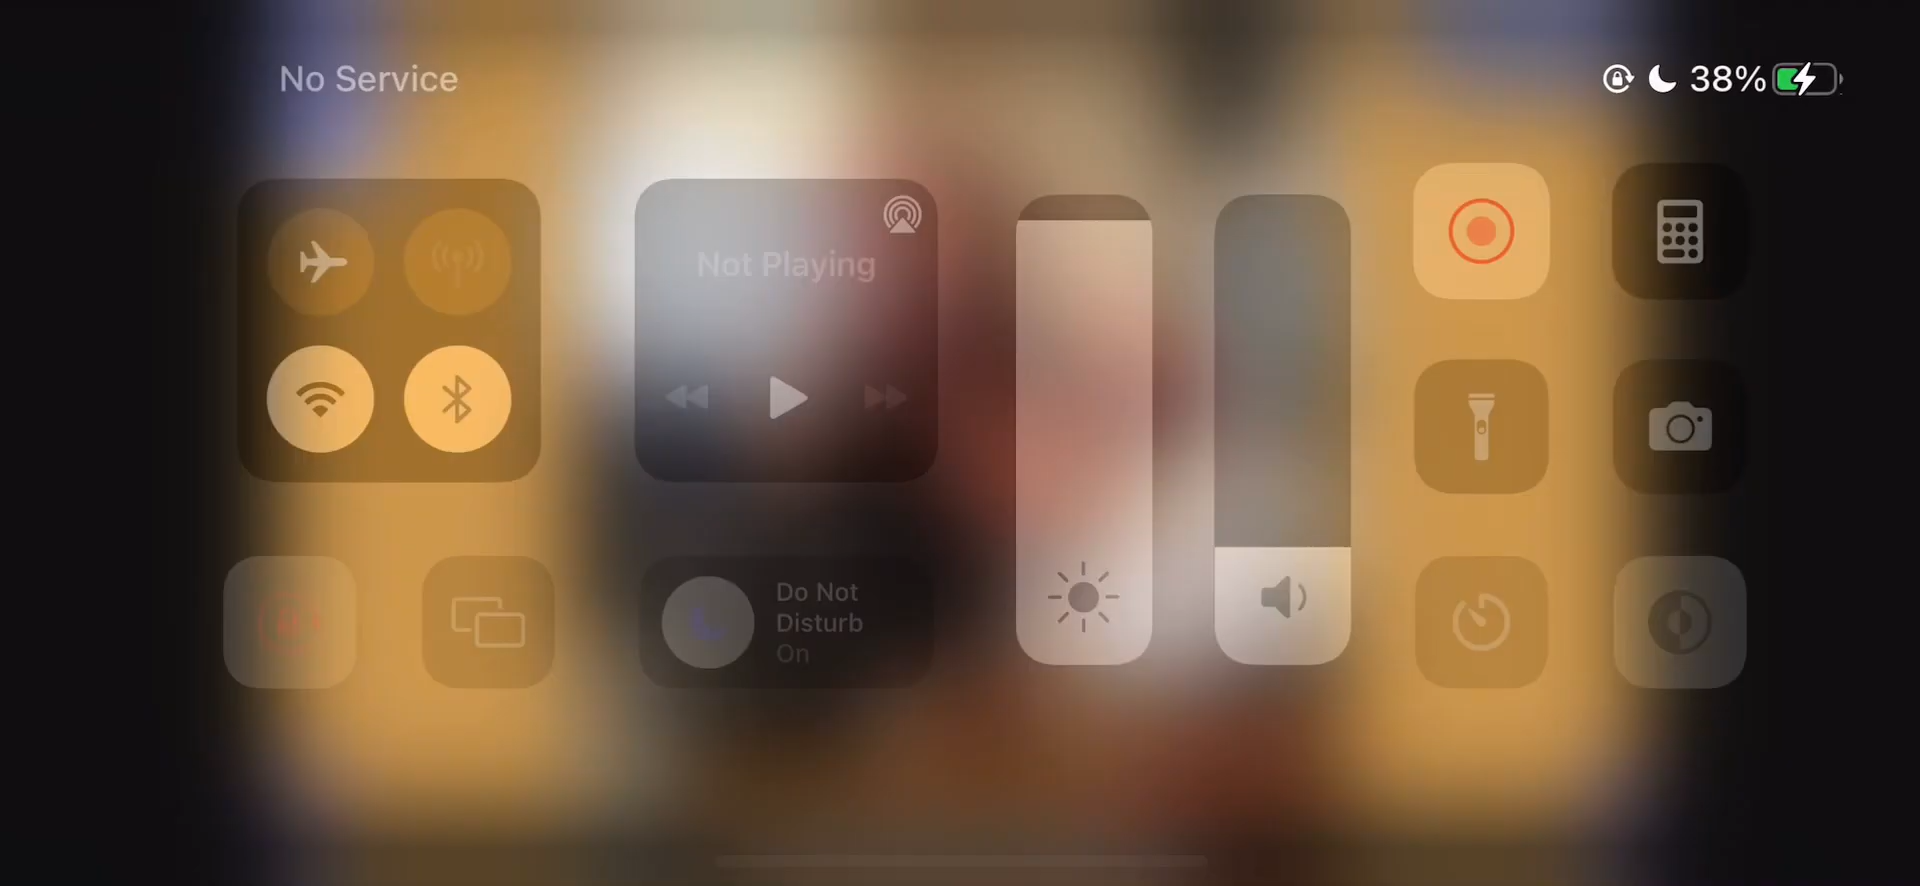 No Service
38%
Not Playing
Do Not
Disturb
On